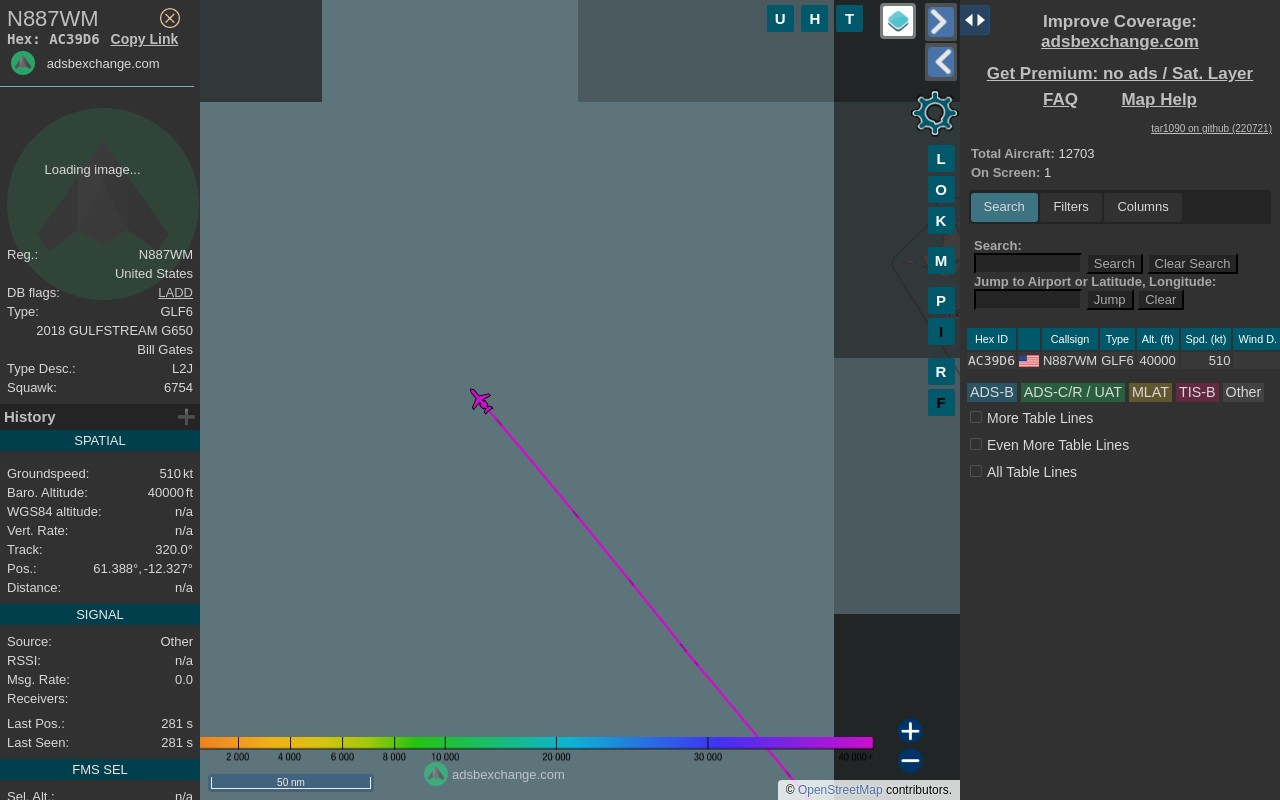 N887WM
Hex: AC39D6 Copy Link
adsbexchange.com
Loading image...
Reg.: N887WM
United States
DB flags: LADD
Type: GLF6
2018 GULFSTREAM G650
Bill Gates
Type Desc.: L2J
Squawk: 6754
History
SPATIAL
Groundspeed: 510 kt
Baro. Altitude: 40000 ft
WGS84 altitude: n/a
Vert. Rate: n/a
Track: 320.0°
Pos.: 61.388°, -12.327°
Distance: n/a
SIGNAL
Source: Other
RSSI: n/a
Msg. Rate: 0.0
Receivers:
Last Pos.: 281 s
Last Seen: 281 s
FMS SEL
Sel. Alt.: n/a
U H T
L
O
K
M
P
I
R
F
2 000 4 000 6 000 8 000 10 000 20 000 30 000 40 000+
50 nm
adsbexchange.com
© OpenStreetMap contributors.
Improve Coverage:
adsbexchange.com
Get Premium: no ads / Sat. Layer
FAQ Map Help
tar1090 on github (220721)
Total Aircraft: 12703
On Screen: 1
Search Filters Columns
Search:
Search Clear Search
Jump to Airport or Latitude, Longitude:
Jump Clear
Hex ID Callsign Type Alt. (ft) Spd. (kt) Wind D.
AC39D6 N887WM GLF6 40000 510
ADS-B ADS-C/R / UAT MLAT TIS-B Other
More Table Lines
Even More Table Lines
All Table Lines